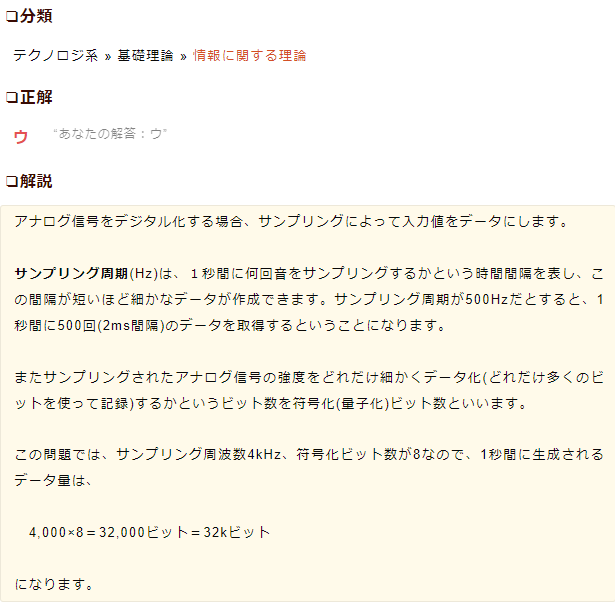 ❏分類
テクノロジ系 » 基礎理論 » 情報に関する理論
❏正解
ウ “あなたの解答：ウ”
❏解説
アナログ信号をデジタル化する場合、サンプリングによって入力値をデータにします。
サンプリング周期(Hz)は、１秒間に何回音をサンプリングするかという時間間隔を表し、こ
の間隔が短いほど細かなデータが作成できます。サンプリング周期が500Hzだとすると、1
秒間に500回(2ms間隔)のデータを取得するということになります。
またサンプリングされたアナログ信号の強度をどれだけ細かくデータ化(どれだけ多くのビ
ットを使って記録)するかというビット数を符号化(量子化)ビット数といいます。
この問題では、サンプリング周波数4kHz、符号化ビット数が8なので、1秒間に生成される
データ量は、
4,000×8＝32,000ビット＝32kビット
になります。